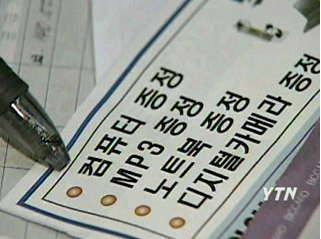 컴퓨터 증정
MP3 증정
노트북 증정
디지털카메라 증정
YTN